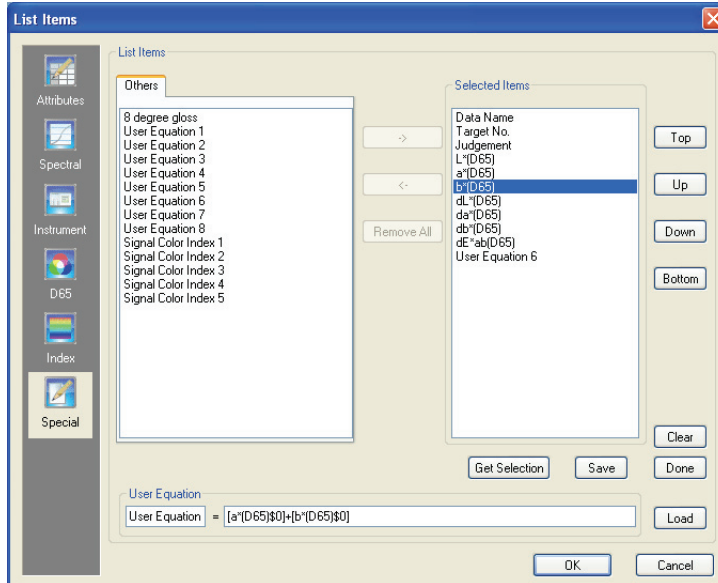 List Items
Attributes
Spectral
Instrument
D65
Index
Special
List Items
Others
8 degree gloss
User Equation 1
User Equation 2
User Equation 3
User Equation 4
User Equation 5
User Equation 6
User Equation 7
User Equation 8
Signal Color Index 1
Signal Color Index 2
Signal Color Index 3
Signal Color Index 4
Signal Color Index 5
->
<-
Remove All
Selected Items
Data Name
Target No.
Judgement
L*(D65)
a*(D65)
b*(D65)
dL*(D65)
da*(D65)
db*(D65)
dE*ab(D65)
User Equation 6
Top
Up
Down
Bottom
Clear
Get Selection
Save
Done
User Equation
User Equation = [a*(D65)$0]+[b*(D65)$0]
Load
OK
Cancel